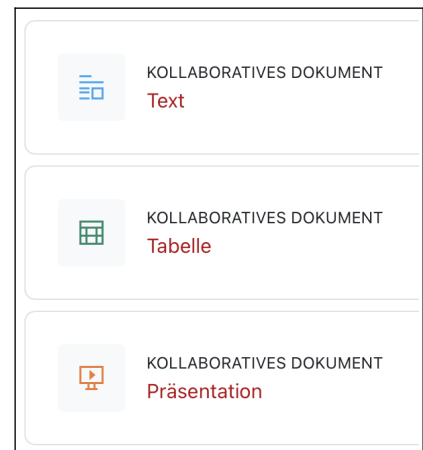 KOLLABORATIVES DOKUMENT
Text
KOLLABORATIVES DOKUMENT
Tabelle
KOLLABORATIVES DOKUMENT
Präsentation